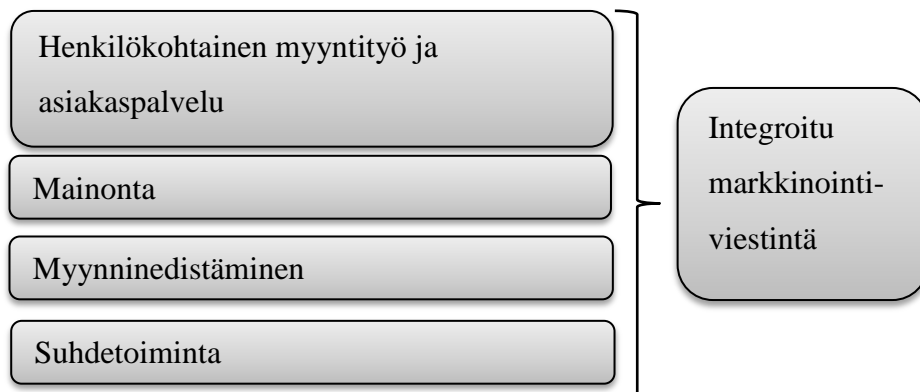 Henkilökohtainen myyntityö ja
asiakaspalvelu
Mainonta
Myynninedistäminen
Suhdetoiminta
Integroitu
markkinointi-
viestintä